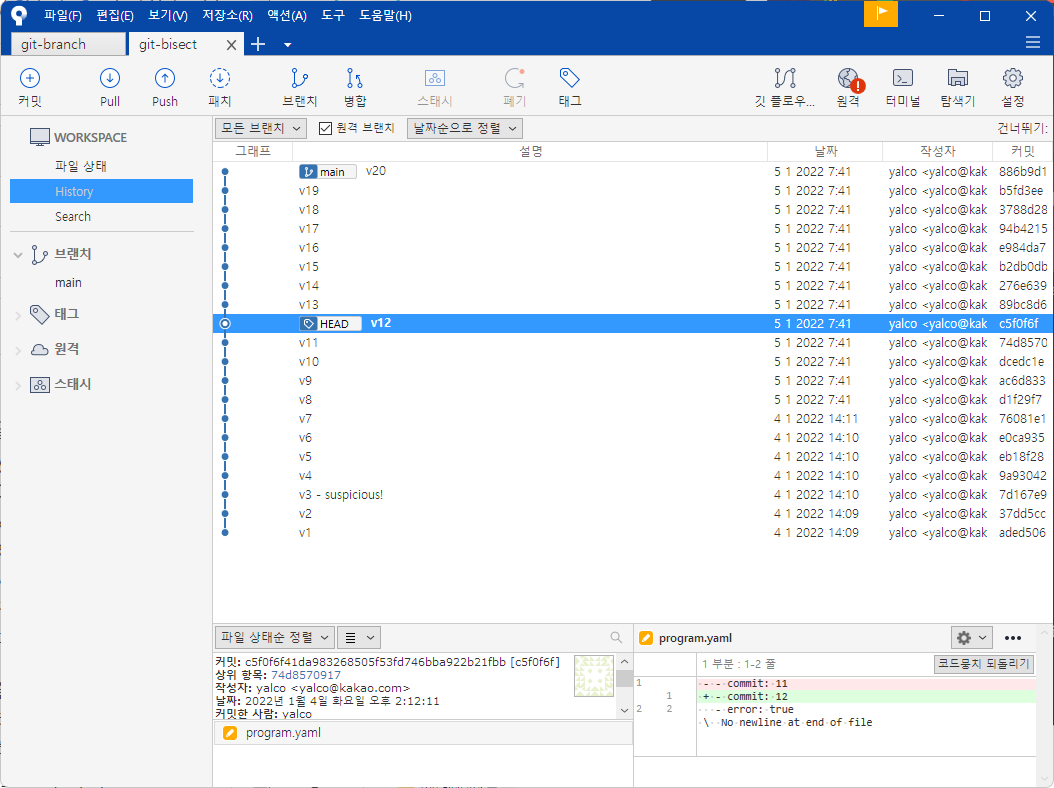 파일(F) 편집(E) 보기(V) 저장소(R) 액션(A) 도구 도움말(H)
git-branch git-bisect
커밋 Pull Push 패치 브랜치 병합 스태시 폐기 태그 깃 플로우... 원격 터미널 탐색기 설정
WORKSPACE
파일 상태
History
Search
브랜치
main
태그
원격
스태시
모든 브랜치 원격 브랜치 날짜순으로 정렬 건너뛰기:
그래프 설명 날짜 작성자 커밋
main v20 5 1 2022 7:41 yalco <yalco@kak 886b9d1
v19 5 1 2022 7:41 yalco <yalco@kak b5fd3ee
v18 5 1 2022 7:41 yalco <yalco@kak 3788d28
v17 5 1 2022 7:41 yalco <yalco@kak 94b4215
v16 5 1 2022 7:41 yalco <yalco@kak e984da7
v15 5 1 2022 7:41 yalco <yalco@kak b2db0db
v14 5 1 2022 7:41 yalco <yalco@kak 276e639
v13 5 1 2022 7:41 yalco <yalco@kak 89bc8d6
HEAD v12 5 1 2022 7:41 yalco <yalco@kak c5f0f6f
v11 5 1 2022 7:41 yalco <yalco@kak 74d8570
v10 5 1 2022 7:41 yalco <yalco@kak dcedc1e
v9 5 1 2022 7:41 yalco <yalco@kak ac6d833
v8 5 1 2022 7:41 yalco <yalco@kak d1f29f7
v7 4 1 2022 14:11 yalco <yalco@kak 76081e1
v6 4 1 2022 14:10 yalco <yalco@kak e0ca935
v5 4 1 2022 14:10 yalco <yalco@kak eb18f28
v4 4 1 2022 14:10 yalco <yalco@kak 9a93042
v3 - suspicious! 4 1 2022 14:10 yalco <yalco@kak 7d167e9
v2 4 1 2022 14:09 yalco <yalco@kak 37dd5cc
v1 4 1 2022 14:09 yalco <yalco@kak aded506
파일 상태순 정렬
커밋: c5f0f6f41da983268505f53fd746bba922b21fbb [c5f0f6f]
상위 항목: 74d8570917
작성자: yalco <yalco@kakao.com>
날짜: 2022년 1월 4일 화요일 오후 2:12:11
커밋한 사람: yalco
program.yaml
program.yaml
1 부분 : 1-2 줄 코드뭉치 되돌리기
1 - - commit: 11
1 + - commit: 12
2 2 - error: true
\ No newline at end of file